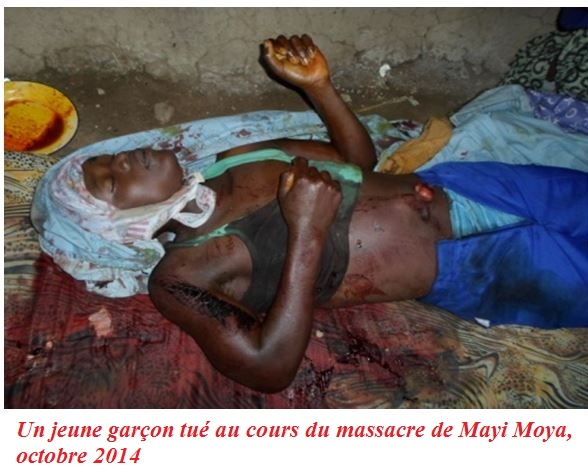 Un jeune garçon tué au cours du massacre de Mayi Moya,
octobre 2014